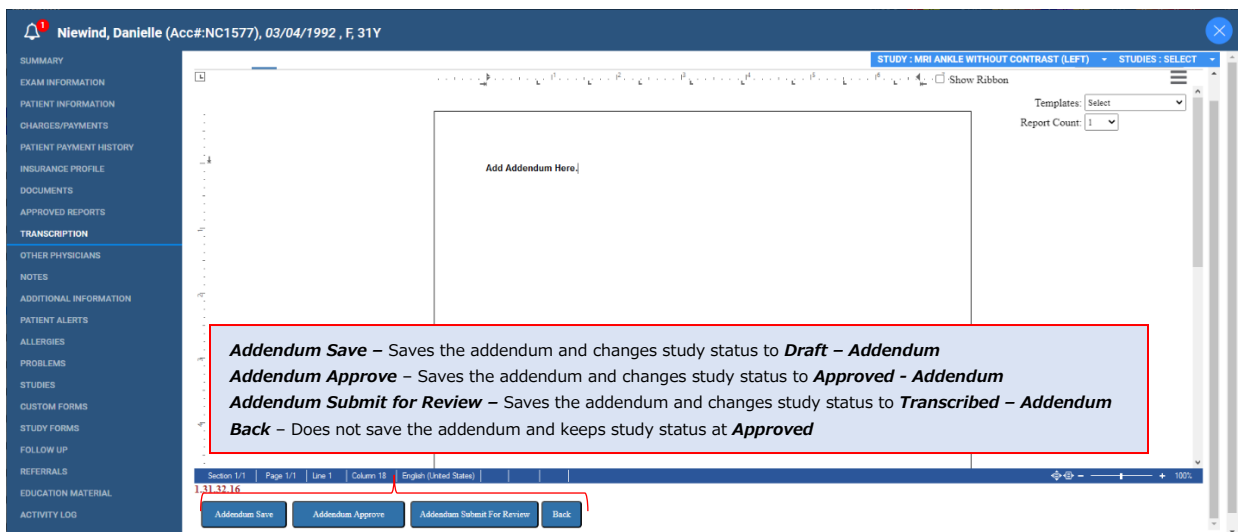 1
Niewind, Danielle (Acc#:NC1577), 03/04/1992 , F, 31Y
SUMMARY
EXAM INFORMATION
PATIENT INFORMATION
CHARGES/PAYMENTS
PATIENT PAYMENT HISTORY
INSURANCE PROFILE
DOCUMENTS
APPROVED REPORTS
TRANSCRIPTION
OTHER PHYSICIANS
NOTES
ADDITIONAL INFORMATION
PATIENT ALERTS
ALLERGIES
PROBLEMS
STUDIES
CUSTOM FORMS
STUDY FORMS
FOLLOW UP
REFERRALS
EDUCATION MATERIAL
ACTIVITY LOG
STUDY : MRI ANKLE WITHOUT CONTRAST (LEFT) STUDIES : SELECT
L 1 2 3 4 5 6 Show Ribbon
Templates: Select
Report Count: 1
Add Addendum Here.
Addendum Save – Saves the addendum and changes study status to Draft – Addendum
Addendum Approve – Saves the addendum and changes study status to Approved - Addendum
Addendum Submit for Review – Saves the addendum and changes study status to Transcribed – Addendum
Back – Does not save the addendum and keeps study status at Approved
Section 1/1 Page 1/1 Line 1 Column 18 English (United States) 100%
1.31.32.16
Addendum Save Addendum Approve Addendum Submit For Review Back